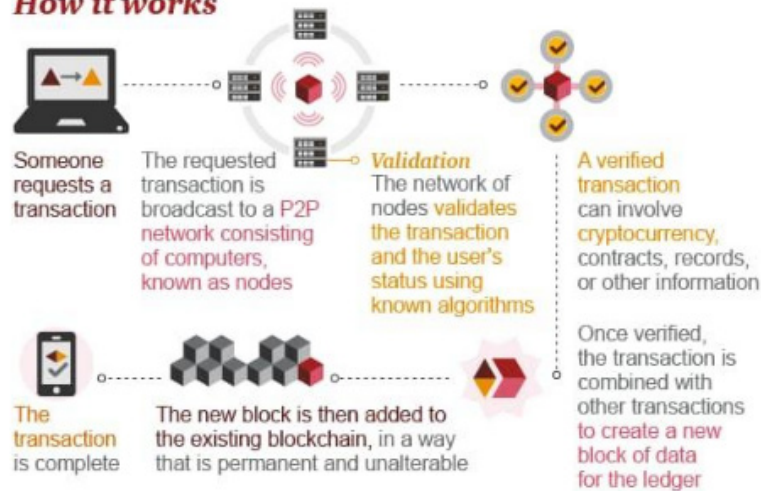 How it works
Someone
requests a
transaction
The requested
transaction is
broadcast to a P2P
network consisting
of computers,
known as nodes
Validation
The network of
nodes validates
the transaction
and the user's
status using
known algorithms
A verified
transaction
can involve
cryptocurrency,
contracts, records,
or other information
Once verified,
the transaction is
combined with
other transactions
to create a new
block of data
for the ledger
The new block is then added to
the existing blockchain, in a way
that is permanent and unalterable
The
transaction
is complete